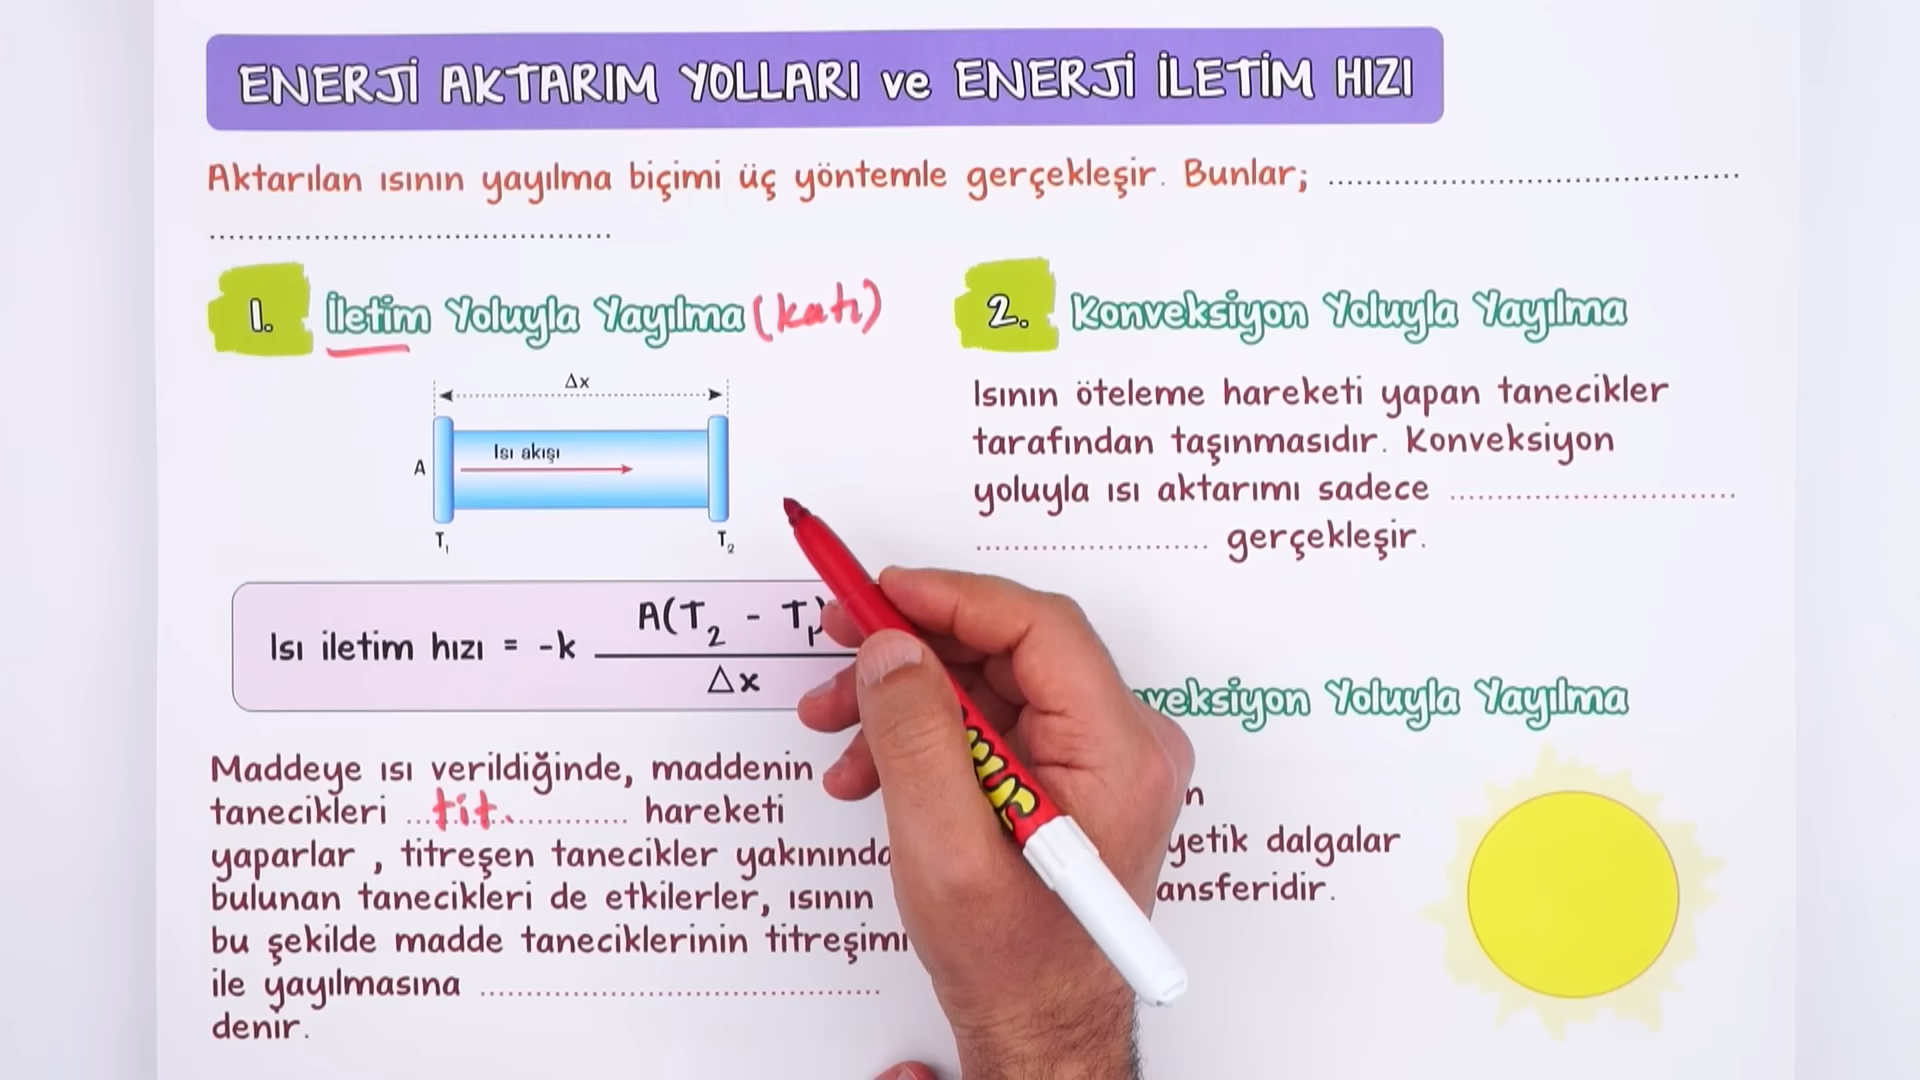 ENERJİ AKTARIM YOLLARI ve ENERJİ İLETİM HIZI
Aktarılan ısının yayılma biçimi üç yöntemle gerçekleşir. Bunlar; ........................................
........................................
1. İletim Yoluyla Yayılma (katı)
Δx
Isı akışı
A
T₁ T₂
Isı iletim hızı = -k A(T₂ - T₁) / Δx
Maddeye ısı verildiğinde, maddenin
tanecikleri ...tit............ hareketi
yaparlar , titreşen tanecikler yakınında
bulunan tanecikleri de etkilerler, ısının
bu şekilde madde taneciklerinin titreşimi
ile yayılmasına ........................................
denir.
2. Konveksiyon Yoluyla Yayılma
Isının öteleme hareketi yapan tanecikler
tarafından taşınmasıdır. Konveksiyon
yoluyla ısı aktarımı sadece ..............................
........................ gerçekleşir.
veksiyon Yoluyla Yayılma
n
yetik dalgalar
ansferidir.